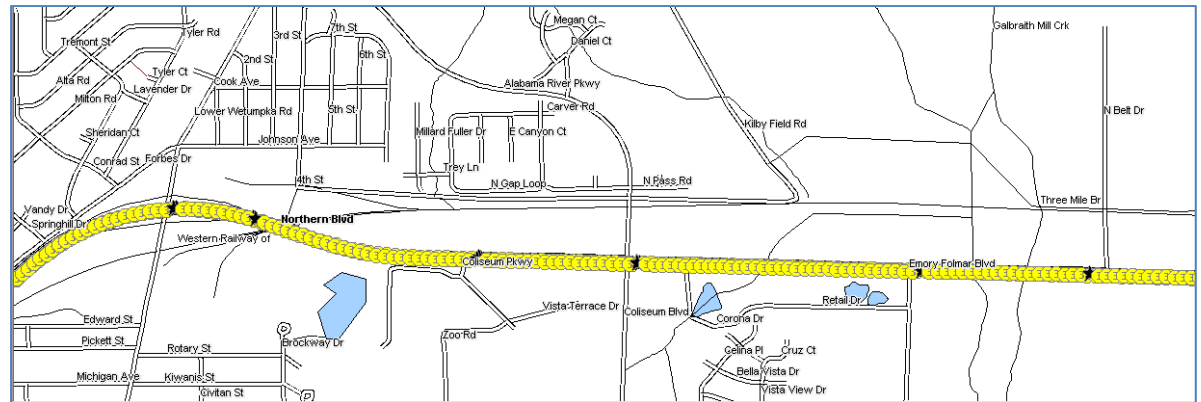 Megan Ct
Galbraith Mill Crk
7th St
Tyler Rd
3rd St
Daniel Ct
Tremont St
6th St
2nd St
Tyler Ct
Alta Rd
Cook Ave
Alabama River Pkwy
Lavender Dr
Milton Rd
Carver Rd
Lower Wetumpka Rd
5th St
N Belt Dr
Kilby Field Rd
Sheridan Ct
Millard Fuller Dr
E Canyon Ct
Johnson Ave
Conrad St
Forbes Dr
Trey Ln
4th St
N Gap Loop
N Pass Rd
Three Mile Br
Vandy Dr
Northern Blvd
Springhill Dr
Western Railway of
Coliseum Pkwy
Emory Folmar Blvd
Retail Dr
Vista Terrace Dr
Coliseum Blvd
Corona Dr
Edward St
Zoo Rd
Pickett St
Brockway Dr
Rotary St
Celina Pl
Cruz Ct
Bella Vista Dr
Michigan Ave
Kiwanis St
Vista View Dr
Civitan St